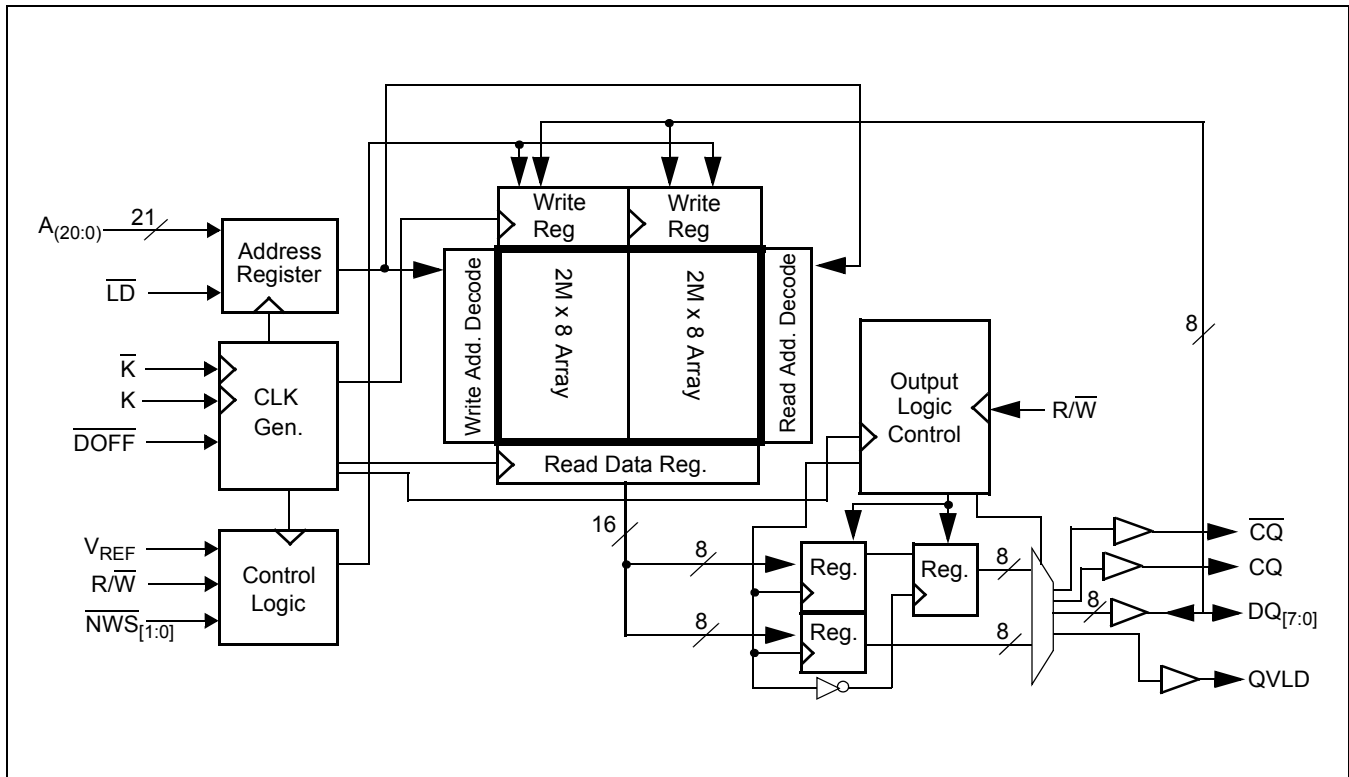 A(20:0)
21
LD
Address
Register
K
K
DOFF
CLK
Gen.
VREF
R/W
NWS[1:0]
Control
Logic
Write
Reg
Write
Reg
Write Add. Decode
2M x 8 Array
2M x 8 Array
Read Add. Decode
Read Data Reg.
16
8
8
Output
Logic
Control
R/W
8
Reg.
Reg.
Reg.
8
8
8
CQ
CQ
DQ[7:0]
QVLD